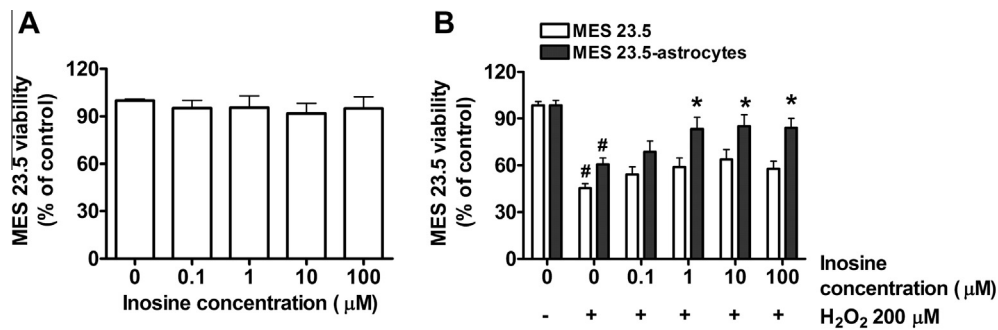 A
MES 23.5 viability
(% of control)
120
90
60
30
0
0 0.1 1 10 100
Inosine concentration ( μM)
B
MES 23.5
MES 23.5-astrocytes
MES 23.5 viability
(% of control)
120
90
60
30
0
# # * * *
0 0 0.1 1 10 100
Inosine
concentration ( μM)
- + + + + +
H₂O₂ 200 μM